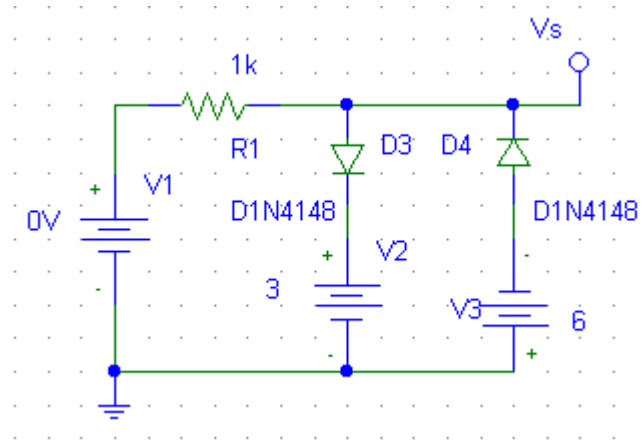 Vs
1k
R1
D3
D4
+
V1
0V
D1N4148
D1N4148
+
V2
-
3
V3
6
-
-
+